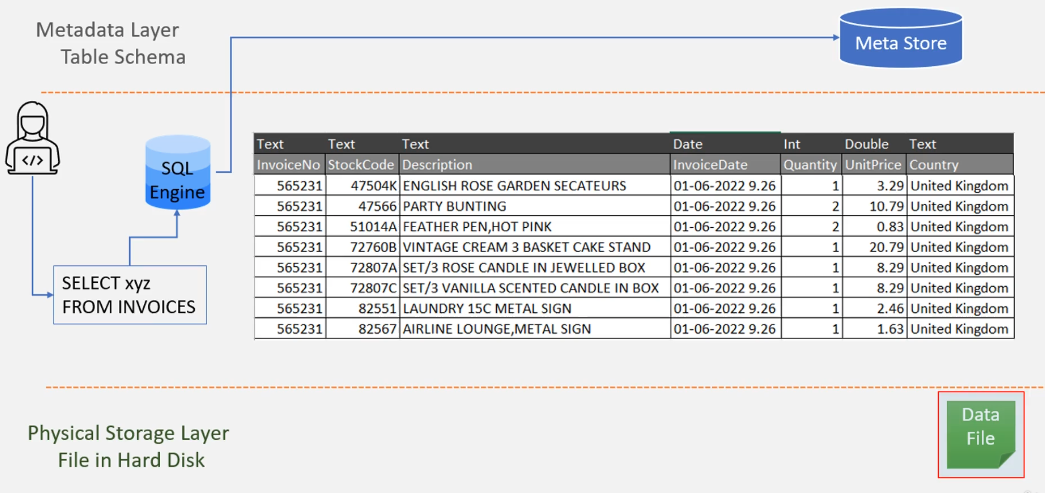 Metadata Layer
Table Schema
Meta Store
SQL
Engine
SELECT xyz
FROM INVOICES
Text Text Text Date Int Double Text
InvoiceNo StockCode Description InvoiceDate Quantity UnitPrice Country
565231 47504K ENGLISH ROSE GARDEN SECATEURS 01-06-2022 9.26 1 3.29 United Kingdom
565231 47566 PARTY BUNTING 01-06-2022 9.26 2 10.79 United Kingdom
565231 51014A FEATHER PEN,HOT PINK 01-06-2022 9.26 2 0.83 United Kingdom
565231 72760B VINTAGE CREAM 3 BASKET CAKE STAND 01-06-2022 9.26 1 20.79 United Kingdom
565231 72807A SET/3 ROSE CANDLE IN JEWELLED BOX 01-06-2022 9.26 1 8.29 United Kingdom
565231 72807C SET/3 VANILLA SCENTED CANDLE IN BOX 01-06-2022 9.26 1 8.29 United Kingdom
565231 82551 LAUNDRY 15C METAL SIGN 01-06-2022 9.26 1 2.46 United Kingdom
565231 82567 AIRLINE LOUNGE,METAL SIGN 01-06-2022 9.26 1 1.63 United Kingdom
Physical Storage Layer
File in Hard Disk
Data
File